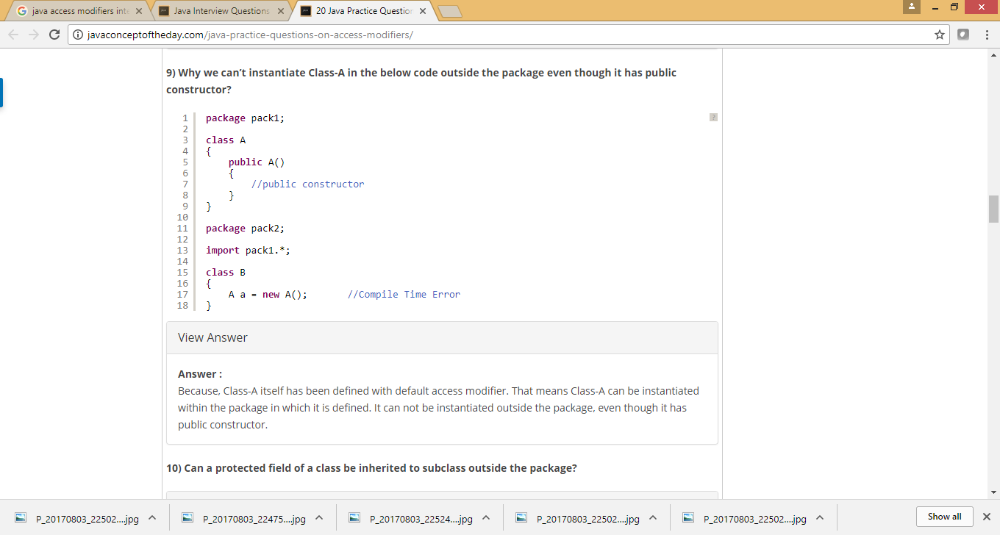 java access modifiers inte
Java Interview Questions
20 Java Practice Question
javaconceptoftheday.com/java-practice-questions-on-access-modifiers/
9) Why we can’t instantiate Class-A in the below code outside the package even though it has public
constructor?
1 package pack1;
2
3 class A
4 {
5 public A()
6 {
7 //public constructor
8 }
9 }
10
11 package pack2;
12
13 import pack1.*;
14
15 class B
16 {
17 A a = new A(); //Compile Time Error
18 }
?
View Answer
Answer :
Because, Class-A itself has been defined with default access modifier. That means Class-A can be instantiated
within the package in which it is defined. It can not be instantiated outside the package, even though it has
public constructor.
10) Can a protected field of a class be inherited to subclass outside the package?
P_20170803_22502....jpg
P_20170803_22475....jpg
P_20170803_22524....jpg
P_20170803_22502....jpg
P_20170803_22502....jpg
Show all